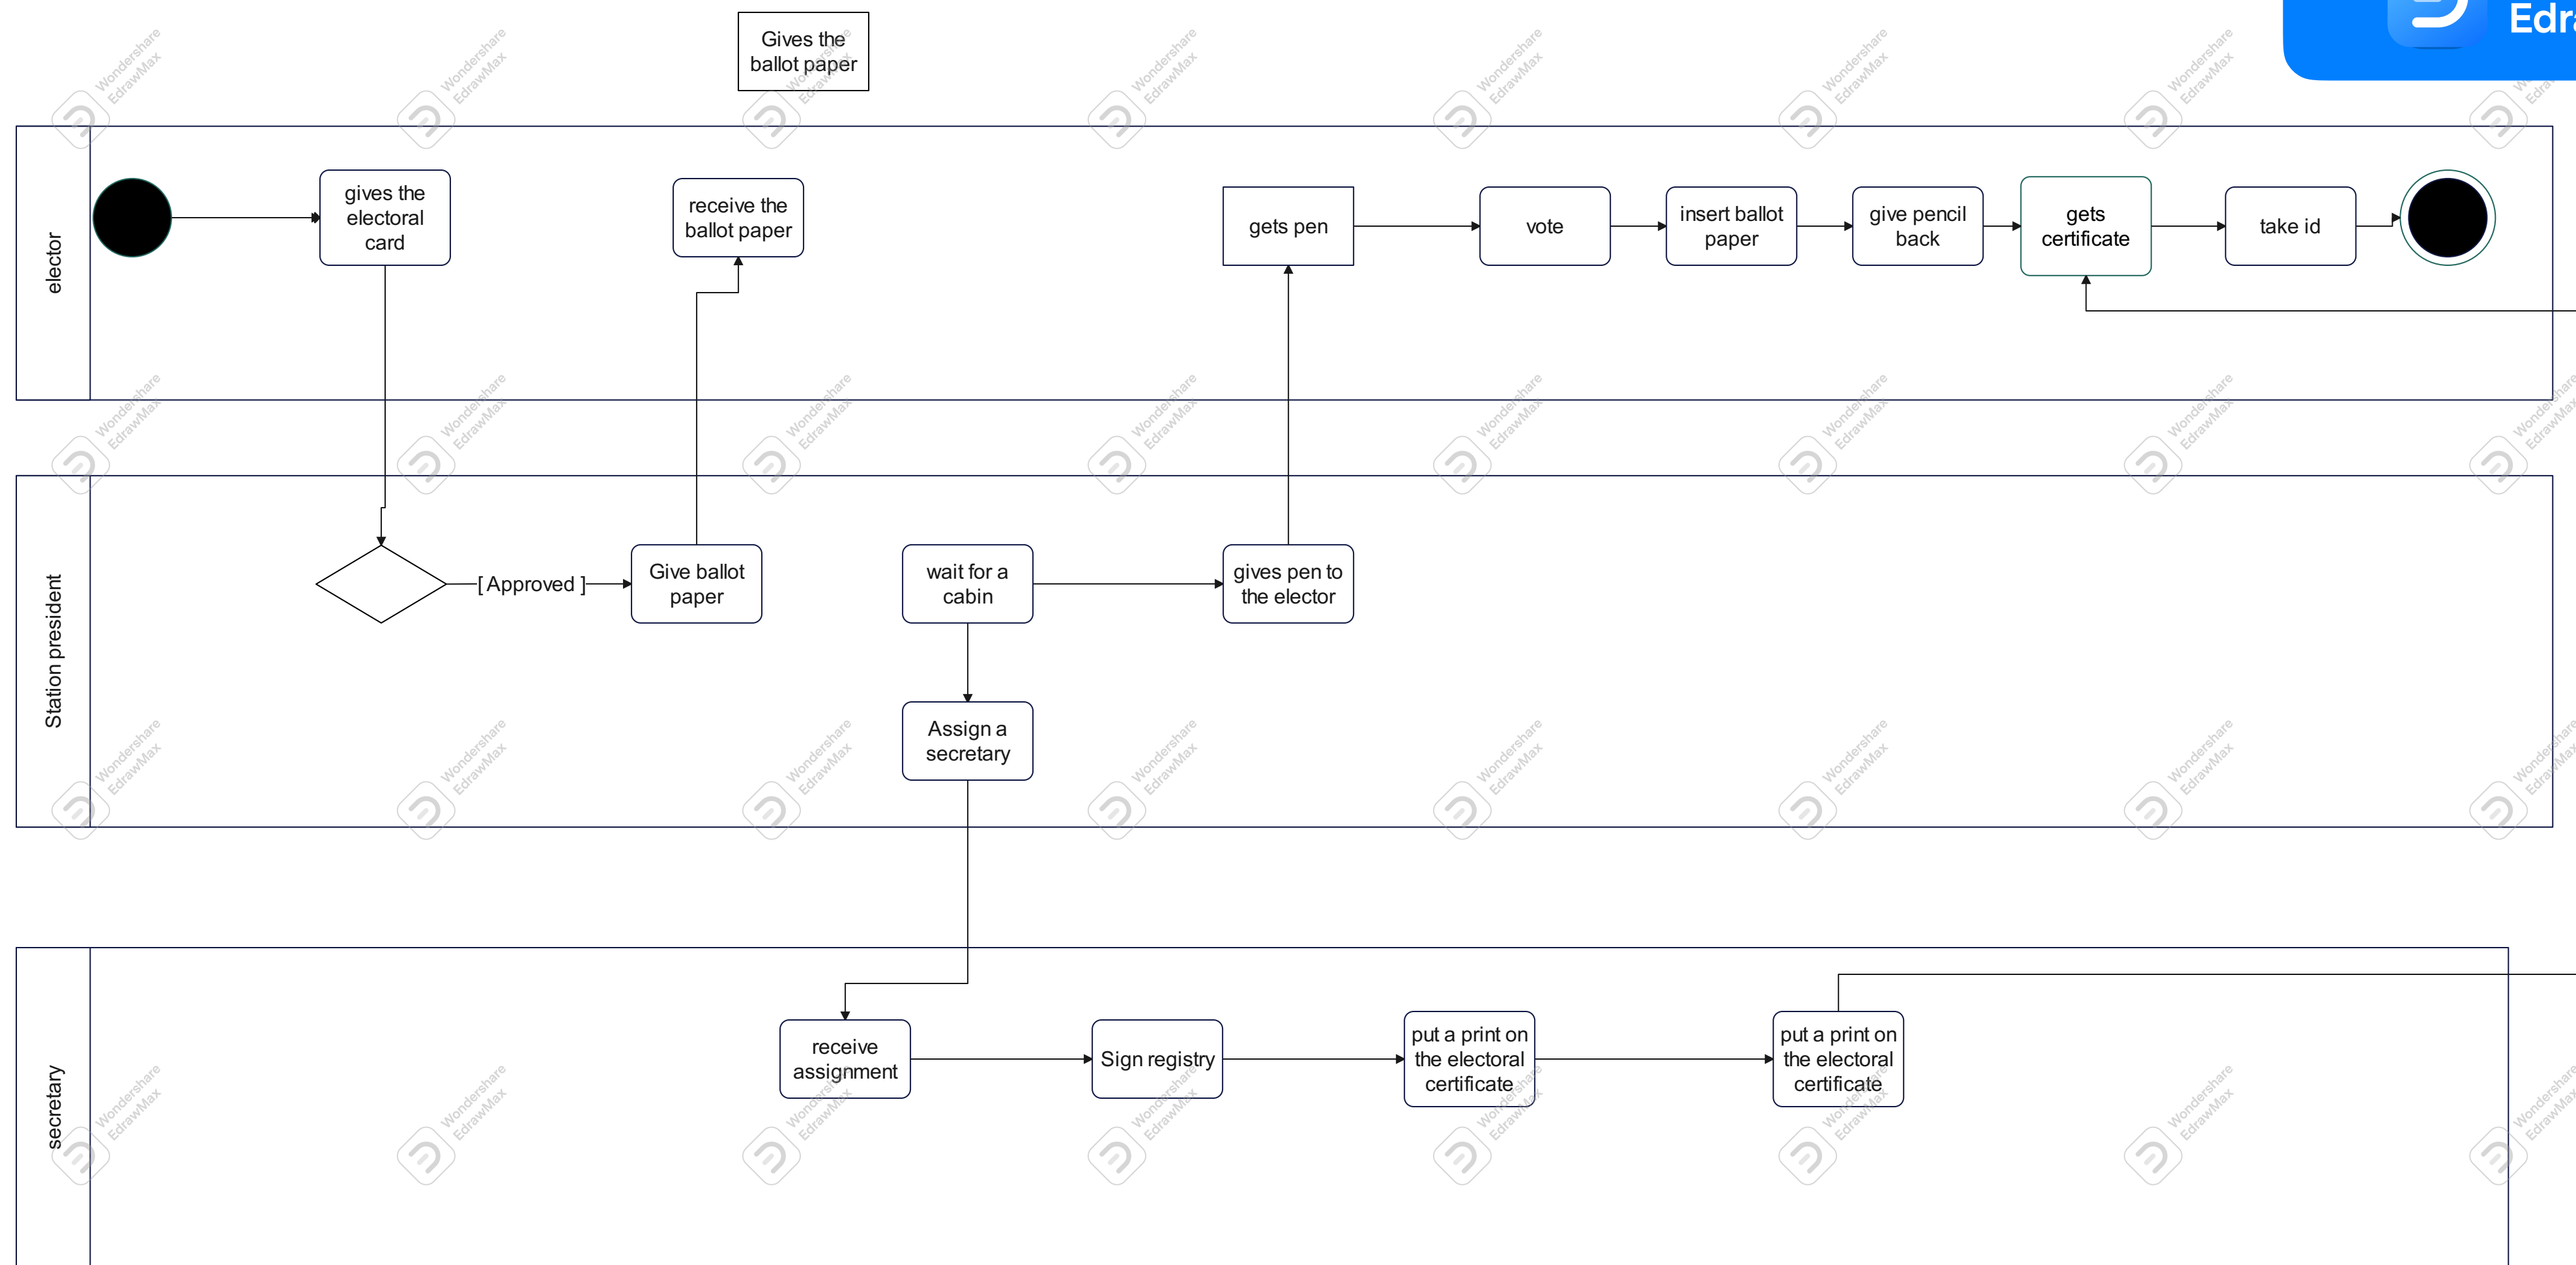 Gives the
ballot paper
Edra
elector
gives the
electoral
card
receive the
ballot paper
gets pen
vote
insert ballot
paper
give pencil
back
gets
certificate
take id
Station president
[ Approved ]
Give ballot
paper
wait for a
cabin
gives pen to
the elector
Assign a
secretary
secretary
receive
assignment
Sign registry
put a print on
the electoral
certificate
put a print on
the electoral
certificate
Wondershare
EdrawMax